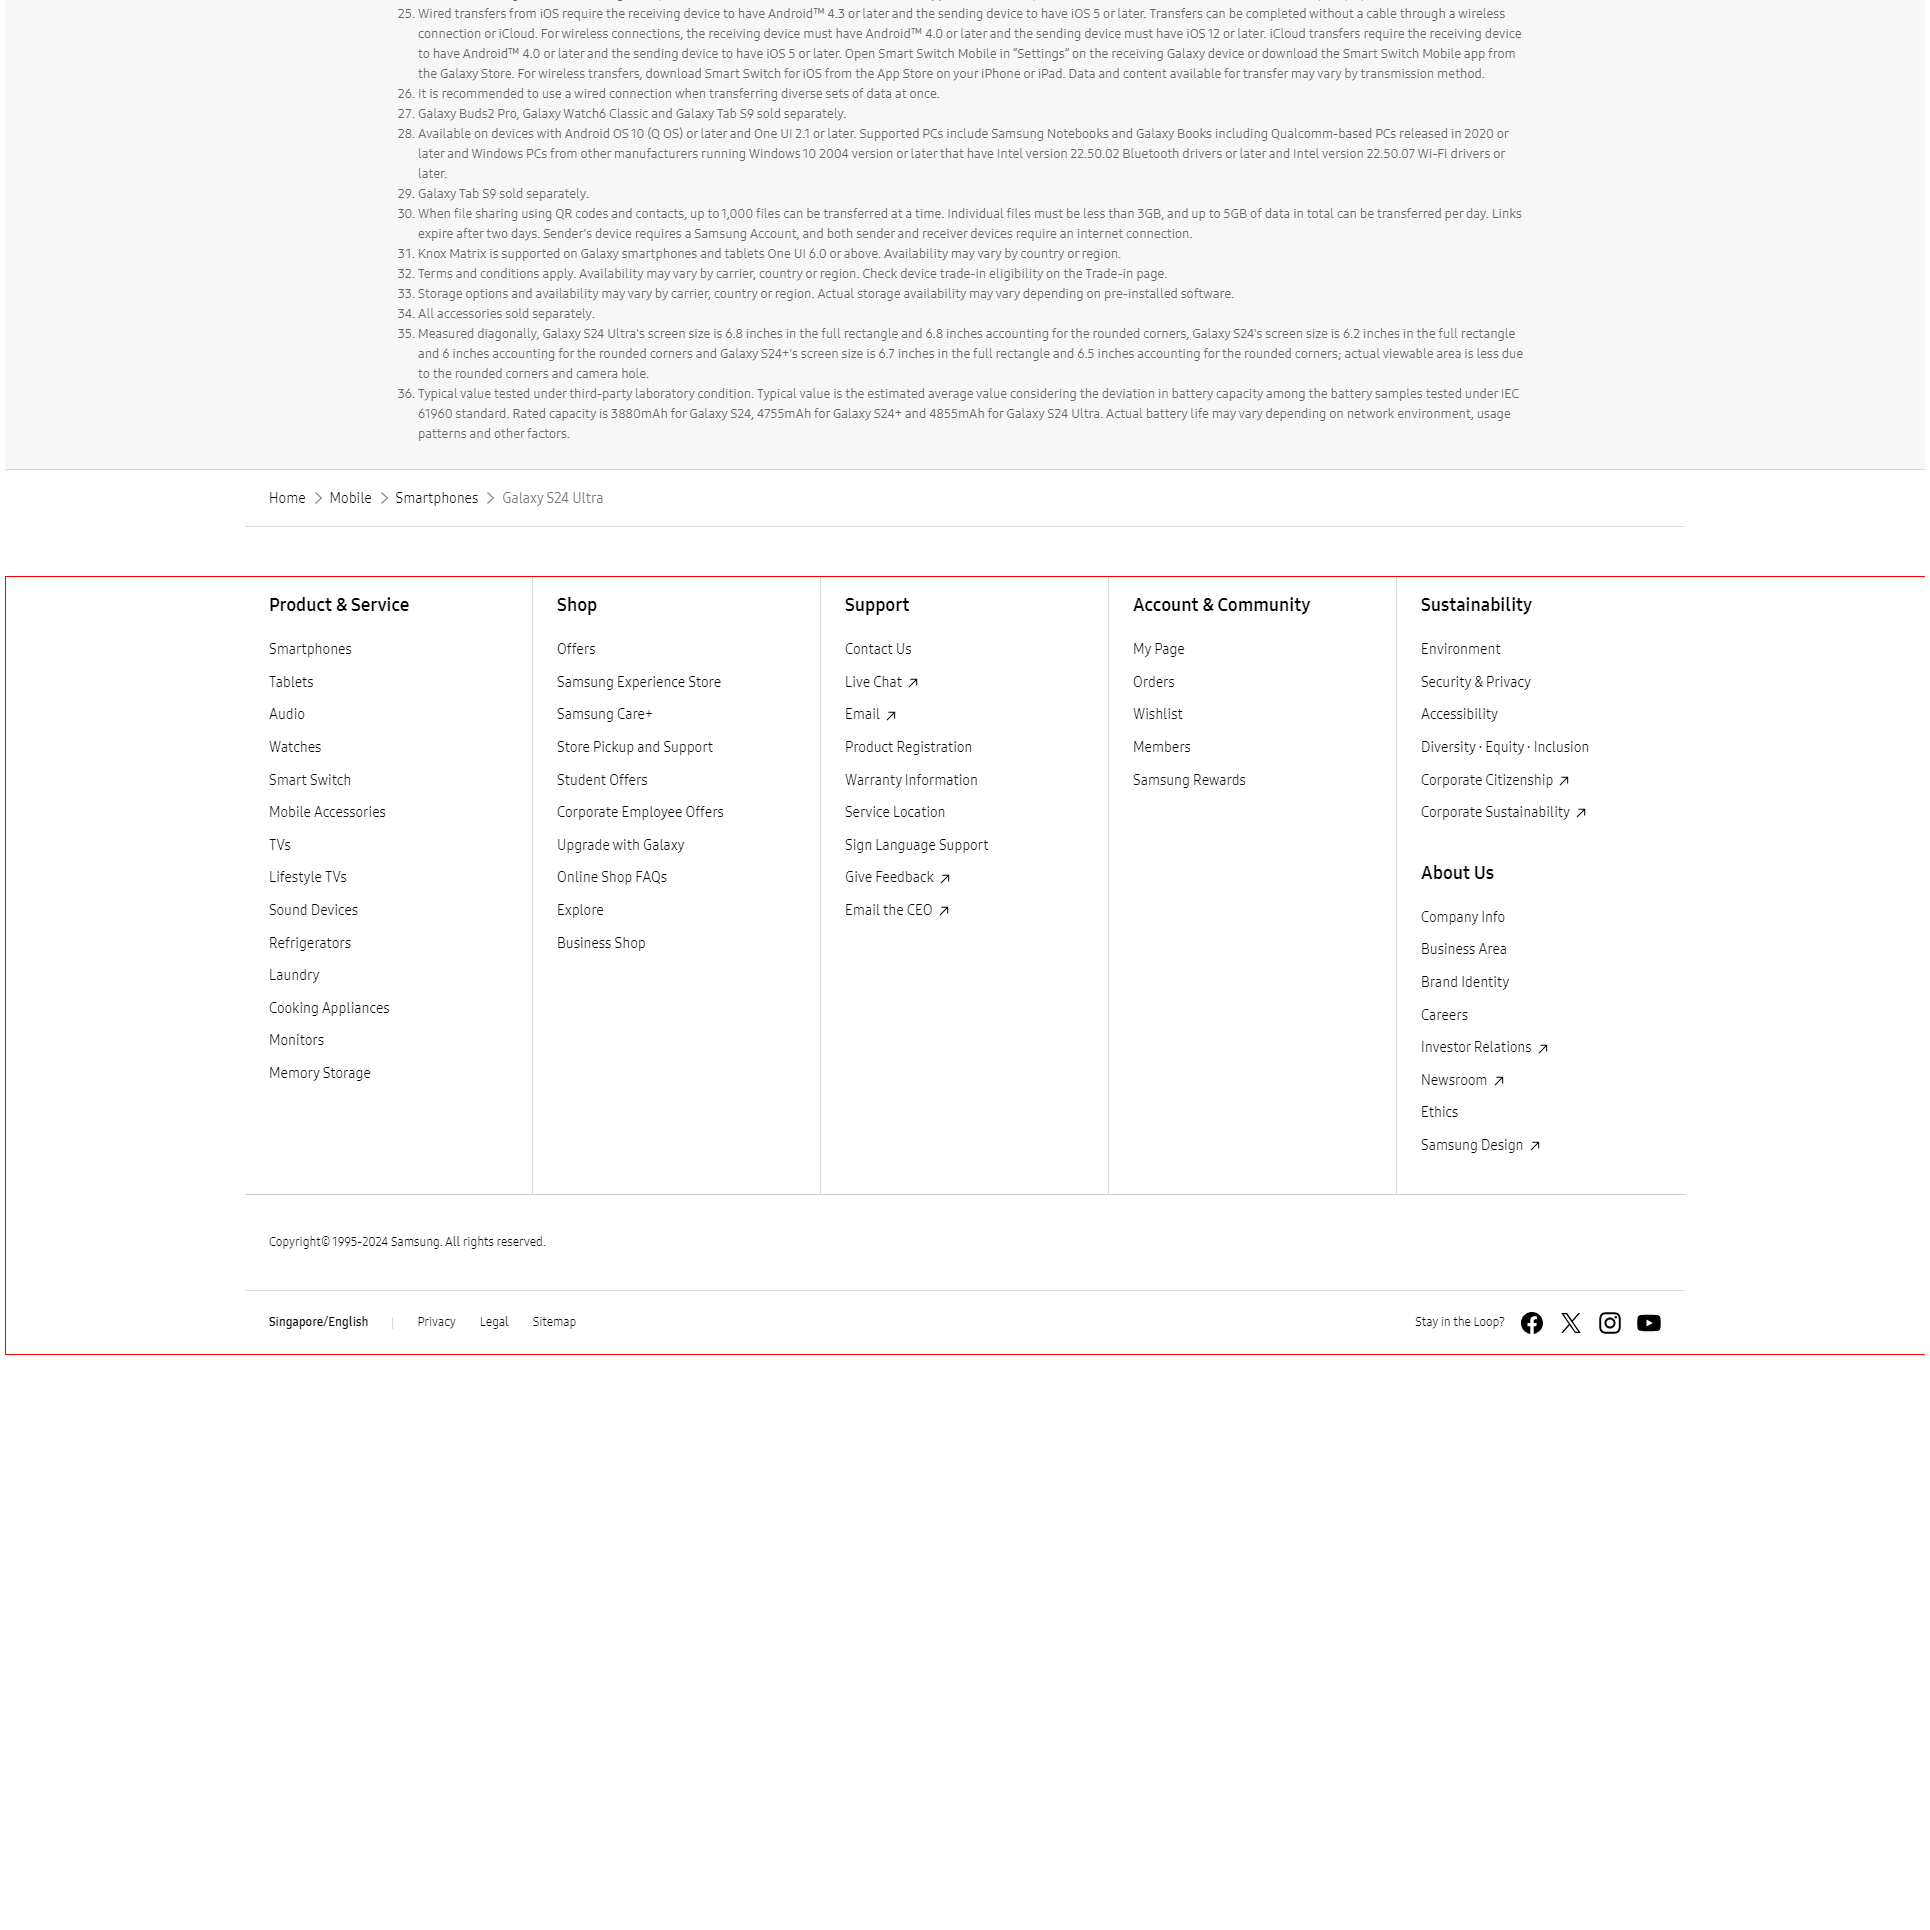 25. Wired transfers from iOS require the receiving device to have Android™ 4.3 or later and the sending device to have iOS 5 or later. Transfers can be completed without a cable through a wireless
connection or iCloud. For wireless connections, the receiving device must have Android™ 4.0 or later and the sending device must have iOS 12 or later. iCloud transfers require the receiving device
to have Android™ 4.0 or later and the sending device to have iOS 5 or later. Open Smart Switch Mobile in “Settings” on the receiving Galaxy device or download the Smart Switch Mobile app from
the Galaxy Store. For wireless transfers, download Smart Switch for iOS from the App Store on your iPhone or iPad. Data and content available for transfer may vary by transmission method.
26. It is recommended to use a wired connection when transferring diverse sets of data at once.
27. Galaxy Buds2 Pro, Galaxy Watch6 Classic and Galaxy Tab S9 sold separately.
28. Available on devices with Android OS 10 (Q OS) or later and One UI 2.1 or later. Supported PCs include Samsung Notebooks and Galaxy Books including Qualcomm-based PCs released in 2020 or
later and Windows PCs from other manufacturers running Windows 10 2004 version or later that have Intel version 22.50.02 Bluetooth drivers or later and Intel version 22.50.07 Wi-Fi drivers or
later.
29. Galaxy Tab S9 sold separately.
30. When file sharing using QR codes and contacts, up to 1,000 files can be transferred at a time. Individual files must be less than 3GB, and up to 5GB of data in total can be transferred per day. Links
expire after two days. Sender's device requires a Samsung Account, and both sender and receiver devices require an internet connection.
31. Knox Matrix is supported on Galaxy smartphones and tablets One UI 6.0 or above. Availability may vary by country or region.
32. Terms and conditions apply. Availability may vary by carrier, country or region. Check device trade-in eligibility on the Trade-in page.
33. Storage options and availability may vary by carrier, country or region. Actual storage availability may vary depending on pre-installed software.
34. All accessories sold separately.
35. Measured diagonally, Galaxy S24 Ultra's screen size is 6.8 inches in the full rectangle and 6.8 inches accounting for the rounded corners, Galaxy S24's screen size is 6.2 inches in the full rectangle
and 6 inches accounting for the rounded corners and Galaxy S24+'s screen size is 6.7 inches in the full rectangle and 6.5 inches accounting for the rounded corners; actual viewable area is less due
to the rounded corners and camera hole.
36. Typical value tested under third-party laboratory condition. Typical value is the estimated average value considering the deviation in battery capacity among the battery samples tested under IEC
61960 standard. Rated capacity is 3880mAh for Galaxy S24, 4755mAh for Galaxy S24+ and 4855mAh for Galaxy S24 Ultra. Actual battery life may vary depending on network environment, usage
patterns and other factors.
Home > Mobile > Smartphones > Galaxy S24 Ultra
Product & Service
Smartphones
Tablets
Audio
Watches
Smart Switch
Mobile Accessories
TVs
Lifestyle TVs
Sound Devices
Refrigerators
Laundry
Cooking Appliances
Monitors
Memory Storage
Shop
Offers
Samsung Experience Store
Samsung Care+
Store Pickup and Support
Student Offers
Corporate Employee Offers
Upgrade with Galaxy
Online Shop FAQs
Explore
Business Shop
Support
Contact Us
Live Chat
Email
Product Registration
Warranty Information
Service Location
Sign Language Support
Give Feedback
Email the CEO
Account & Community
My Page
Orders
Wishlist
Members
Samsung Rewards
Sustainability
Environment
Security & Privacy
Accessibility
Diversity · Equity · Inclusion
Corporate Citizenship
Corporate Sustainability
About Us
Company Info
Business Area
Brand Identity
Careers
Investor Relations
Newsroom
Ethics
Samsung Design
Copyright© 1995-2024 Samsung. All rights reserved.
Singapore/English | Privacy Legal Sitemap
Stay in the Loop?